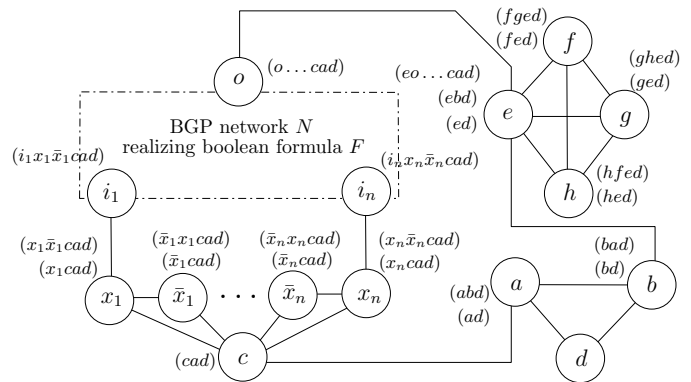 (fged)
(fed)
f
(ghed)
(ged)
o
(o...cad)
(eo...cad)
(ebd)
(ed)
e
g
BGP network N
realizing boolean formula F
(i₁x₁x̄₁cad)
(iₙxₙx̄ₙcad)
i₁
iₙ
h
(hfed)
(hed)
(x₁x̄₁cad)
(x₁cad)
(x̄₁x₁cad)
(x̄₁cad)
(x̄ₙxₙcad)
(x̄ₙcad)
(xₙx̄ₙcad)
(xₙcad)
(bad)
(bd)
x₁
x̄₁
· · ·
x̄ₙ
xₙ
(abd)
(ad)
a
b
(cad)
c
d